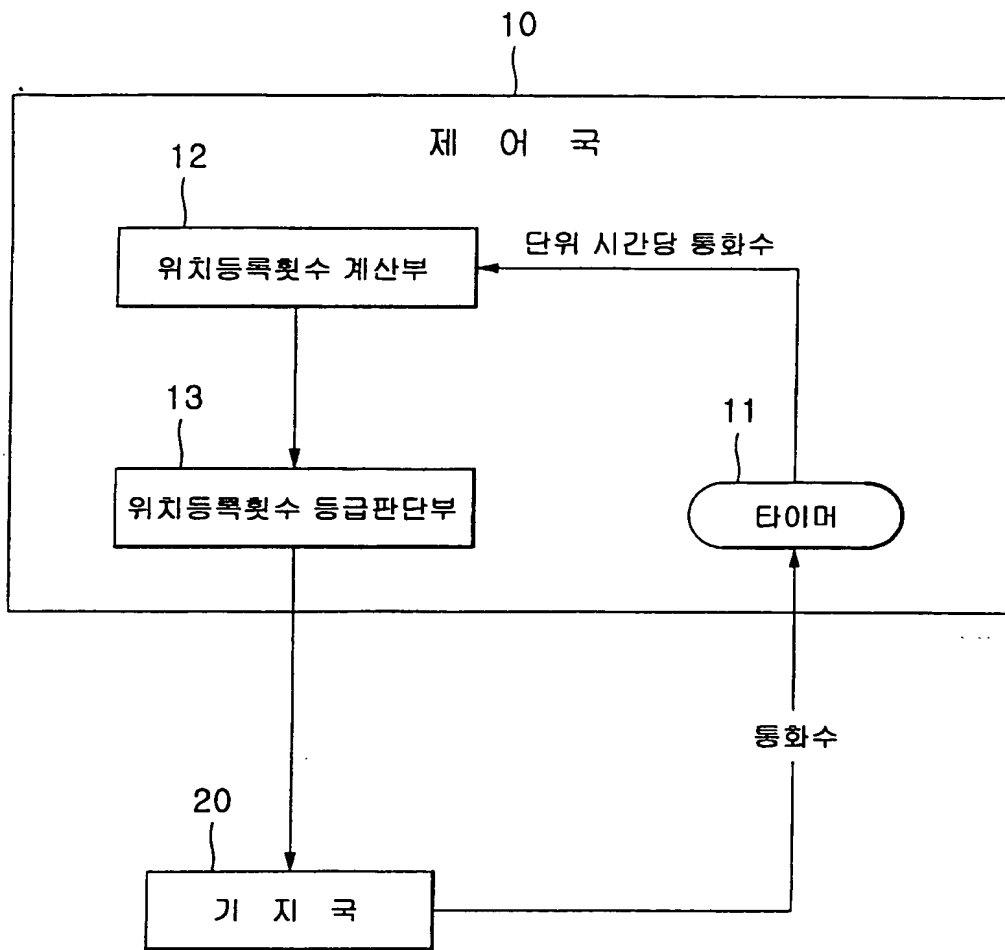 10
제 어 국
12
단위 시간당 통화수
위치등록횟수 계산부
13
11
위치등록횟수 등급판단부
타이머
통화수
20
기 지 국